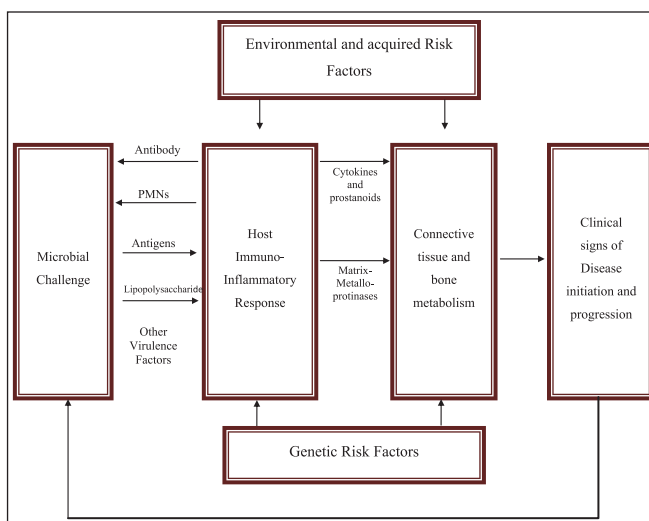 Environmental and acquired Risk
Factors
Antibody
PMNs
Antigens
Lipopolysaccharide
Other
Virulence
Factors
Microbial
Challenge
Host
Immuno-
Inflammatory
Response
Cytokines
and
prostanoids
Matrix-
Metallo-
protinases
Connective
tissue and
bone
metabolism
Clinical
signs of
Disease
initiation and
progression
Genetic Risk Factors